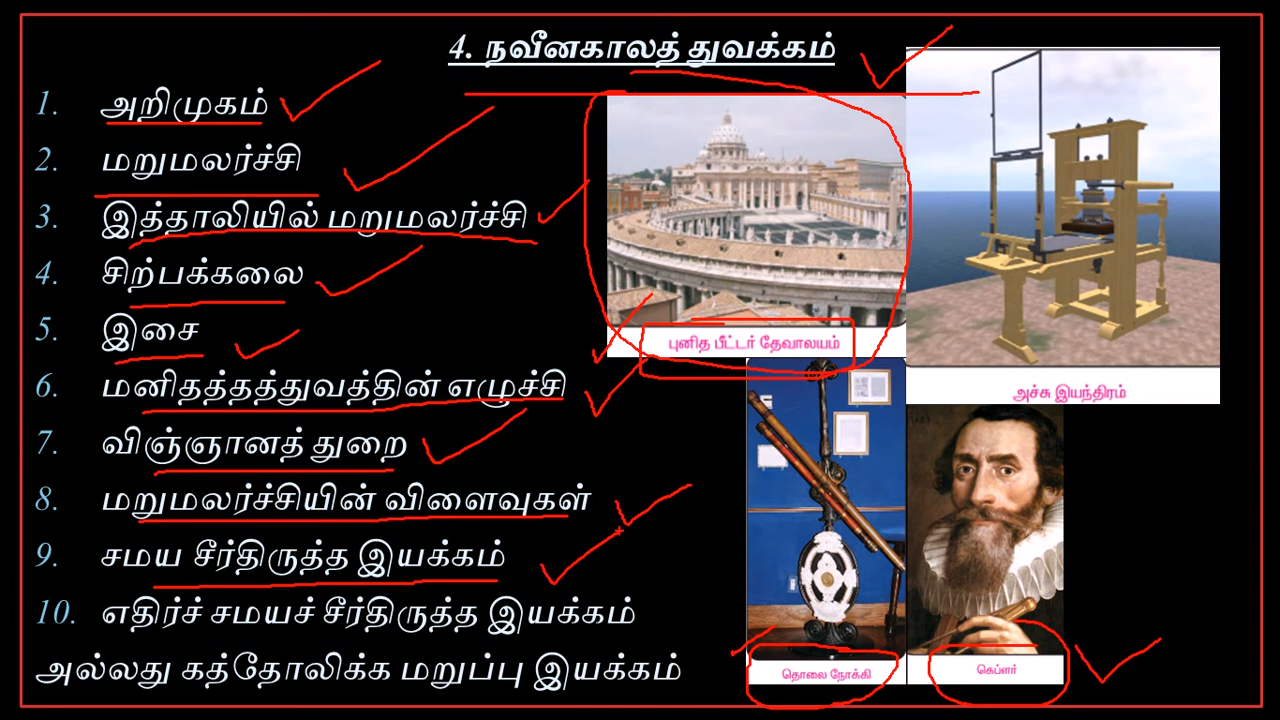 4. நவீனகாலத் துவக்கம்
1. அறிமுகம்
2. மறுமலர்ச்சி
3. இத்தாலியில் மறுமலர்ச்சி
4. சிற்பக்கலை
5. இசை
6. மனிதத்தத்துவத்தின் எழுச்சி
7. விஞ்ஞானத் துறை
8. மறுமலர்ச்சியின் விளைவுகள்
9. சமய சீர்திருத்த இயக்கம்
10. எதிர்ச் சமயச் சீர்திருத்த இயக்கம்
அல்லது கத்தோலிக்க மறுப்பு இயக்கம்
புனித பீட்டர் தேவாலயம்
அச்சு இயந்திரம்
தொலை நோக்கி
கெப்ளர்